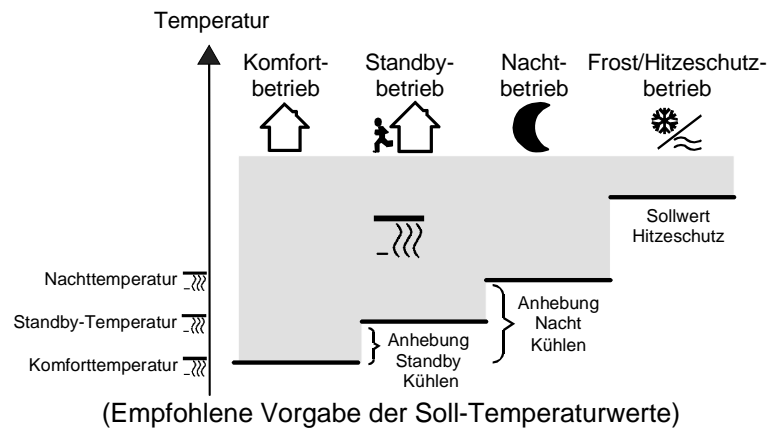 Temperatur
Komfort-
betrieb
Standby-
betrieb
Nacht-
betrieb
Frost/Hitzeschutz-
betrieb
Sollwert
Hitzeschutz
Nachttemperatur
Anhebung
Nacht
Kühlen
Standby-Temperatur
Anhebung
Standby
Kühlen
Komforttemperatur
(Empfohlene Vorgabe der Soll-Temperaturwerte)